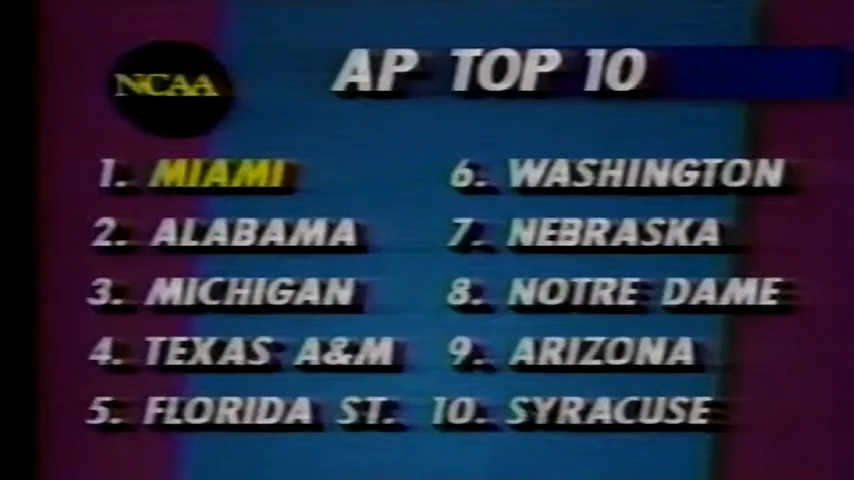 NCAA
AP TOP 10
1. MIAMI
2. ALABAMA
3. MICHIGAN
4. TEXAS A&M
5. FLORIDA ST.
6. WASHINGTON
7. NEBRASKA
8. NOTRE DAME
9. ARIZONA
10. SYRACUSE